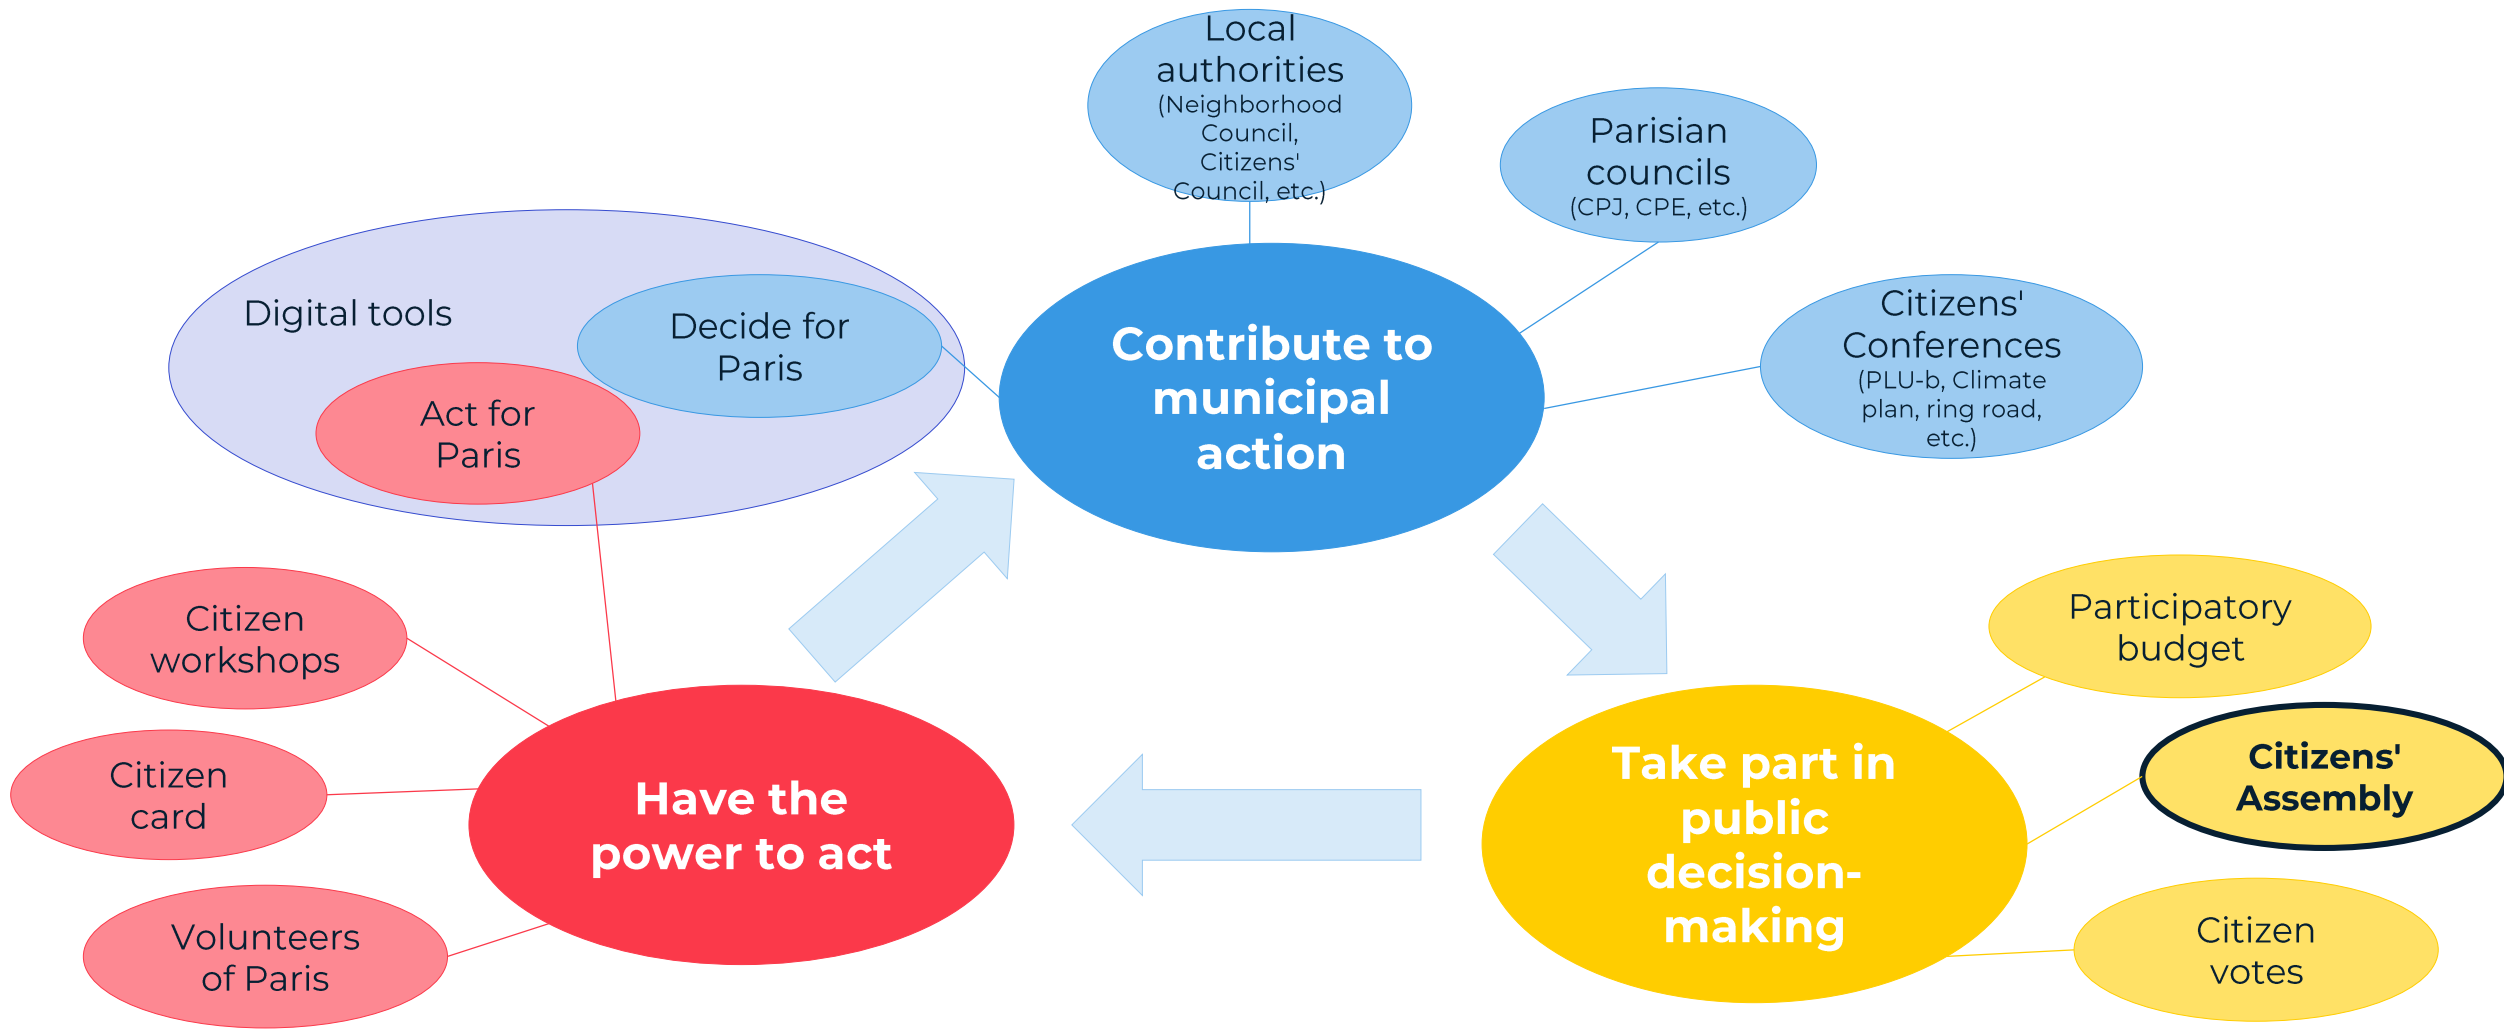 Local
authorities
(Neighborhood
Council,
Citizens'
Council, etc.)
Parisian
councils
(CPJ, CPE, etc.)
Digital tools
Decide for
Paris
Act for
Paris
Contribute to
municipal
action
Citizens'
Conferences
(PLU-b, Climate
plan, ring road,
etc.)
Citizen
workshops
Citizen
card
Volunteers
of Paris
Have the
power to act
Take part in
public
decision-
making
Participatory
budget
Citizens'
Assembly
Citizen
votes